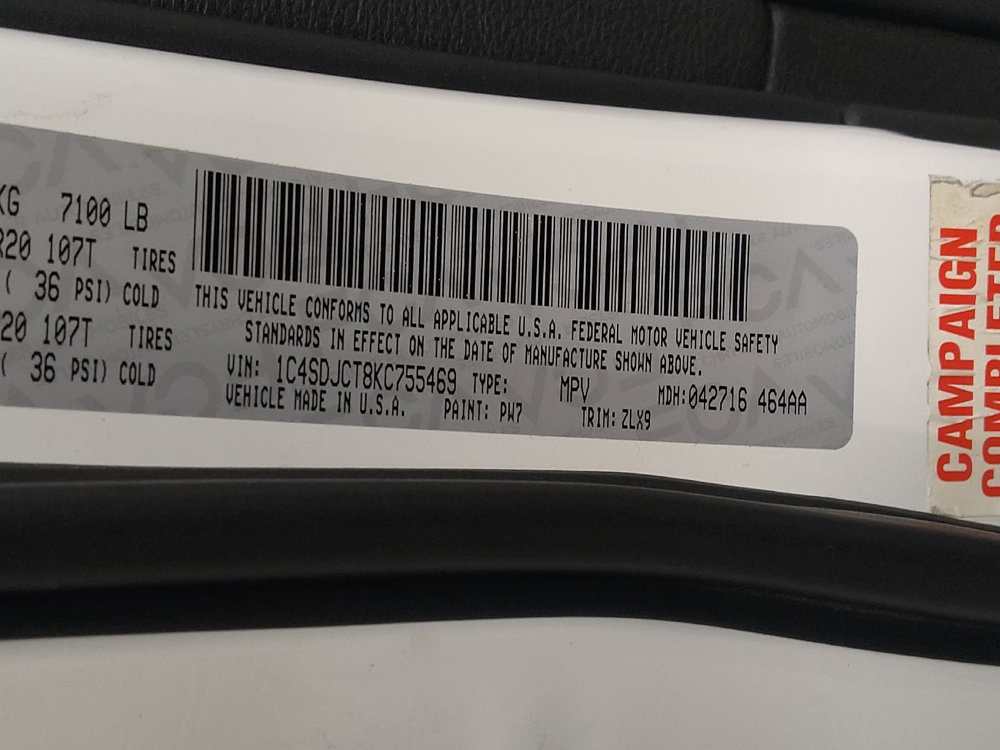 KG 7100 LB
R20 107T TIRES
( 36 PSI) COLD
20 107T TIRES
( 36 PSI) COLD
THIS VEHICLE CONFORMS TO ALL APPLICABLE U.S.A. FEDERAL MOTOR VEHICLE SAFETY
STANDARDS IN EFFECT ON THE DATE OF MANUFACTURE SHOWN ABOVE.
VIN: 1C4SDJCT8KC755469 TYPE: MPV MDH:042716 464AA
VEHICLE MADE IN U.S.A. PAINT: PW7 TRIM: ZLX9
CAMPAIGN
COMPLETED